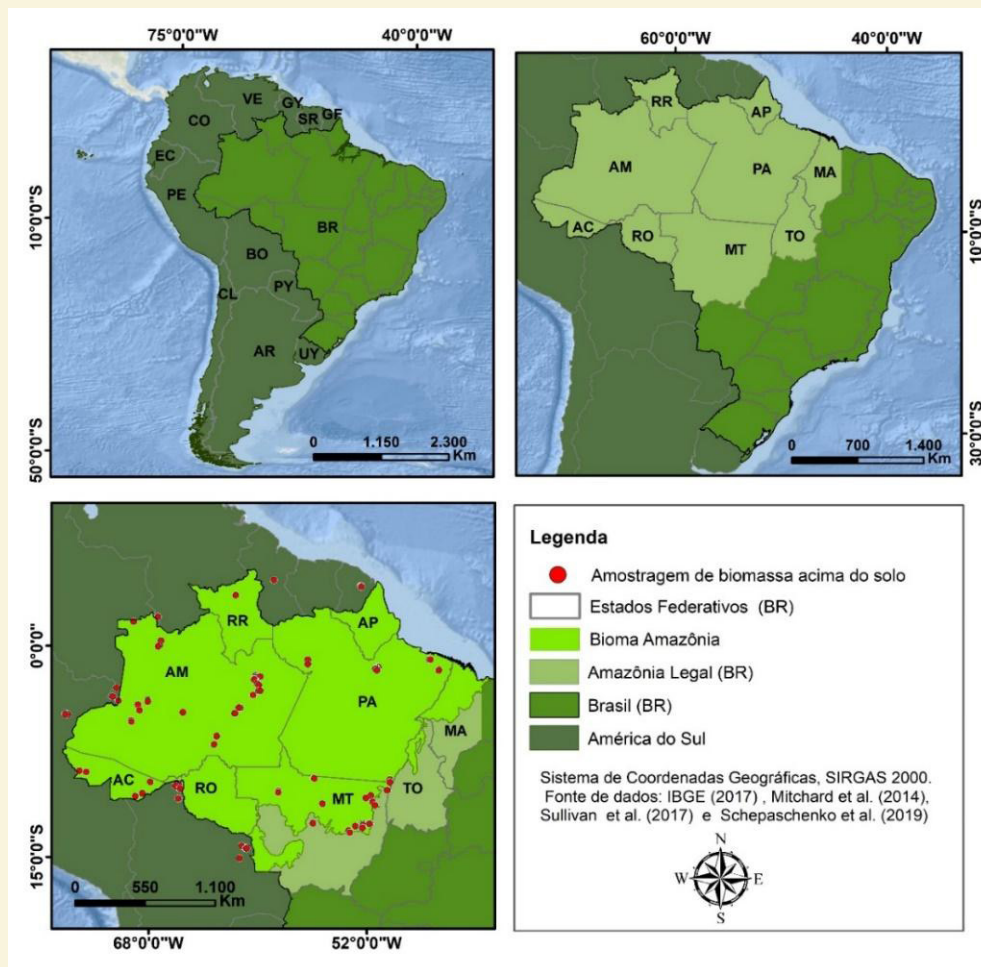 75°0'0"W 40°0'0"W
10°0'0"S
50°0'0"S
VE
GY
SR
GF
CO
EC
PE
BR
BO
PY
CL
AR
UY
0 1.150 2.300
Km
60°0'0"W 40°0'0"W
10°0'0"S
30°0'0"S
RR
AP
AM
PA
MA
AC
RO
MT
TO
0 700 1.400
Km
0°0'0"
15°0'0"S
RR
AP
AM
PA
MA
AC
RO
MT
TO
0 550 1.100
Km
68°0'0"W 52°0'0"W
Legenda
Amostragem de biomassa acima do solo
Estados Federativos (BR)
Bioma Amazônia
Amazônia Legal (BR)
Brasil (BR)
América do Sul
Sistema de Coordenadas Geográficas, SIRGAS 2000.
Fonte de dados: IBGE (2017) , Mitchard et al. (2014),
Sullivan et al. (2017) e Schepaschenko et al. (2019)
N
W E
S